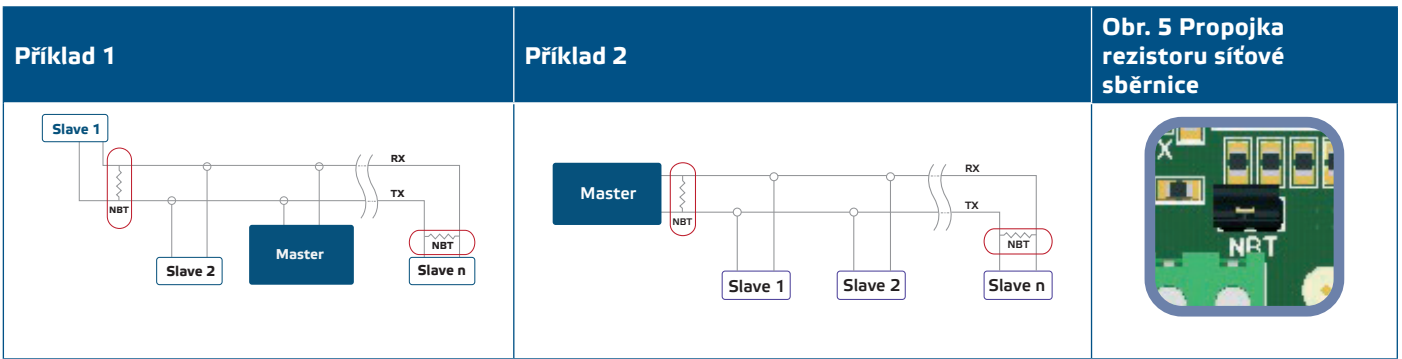 Příklad 1
Příklad 2
Obr. 5 Propojka
rezistoru síťové
sběrnice
Slave 1
RX
TX
NBT
NBT
Slave 2
Master
Slave n
Master
RX
TX
NBT
NBT
Slave 1
Slave 2
Slave n
X
NBT